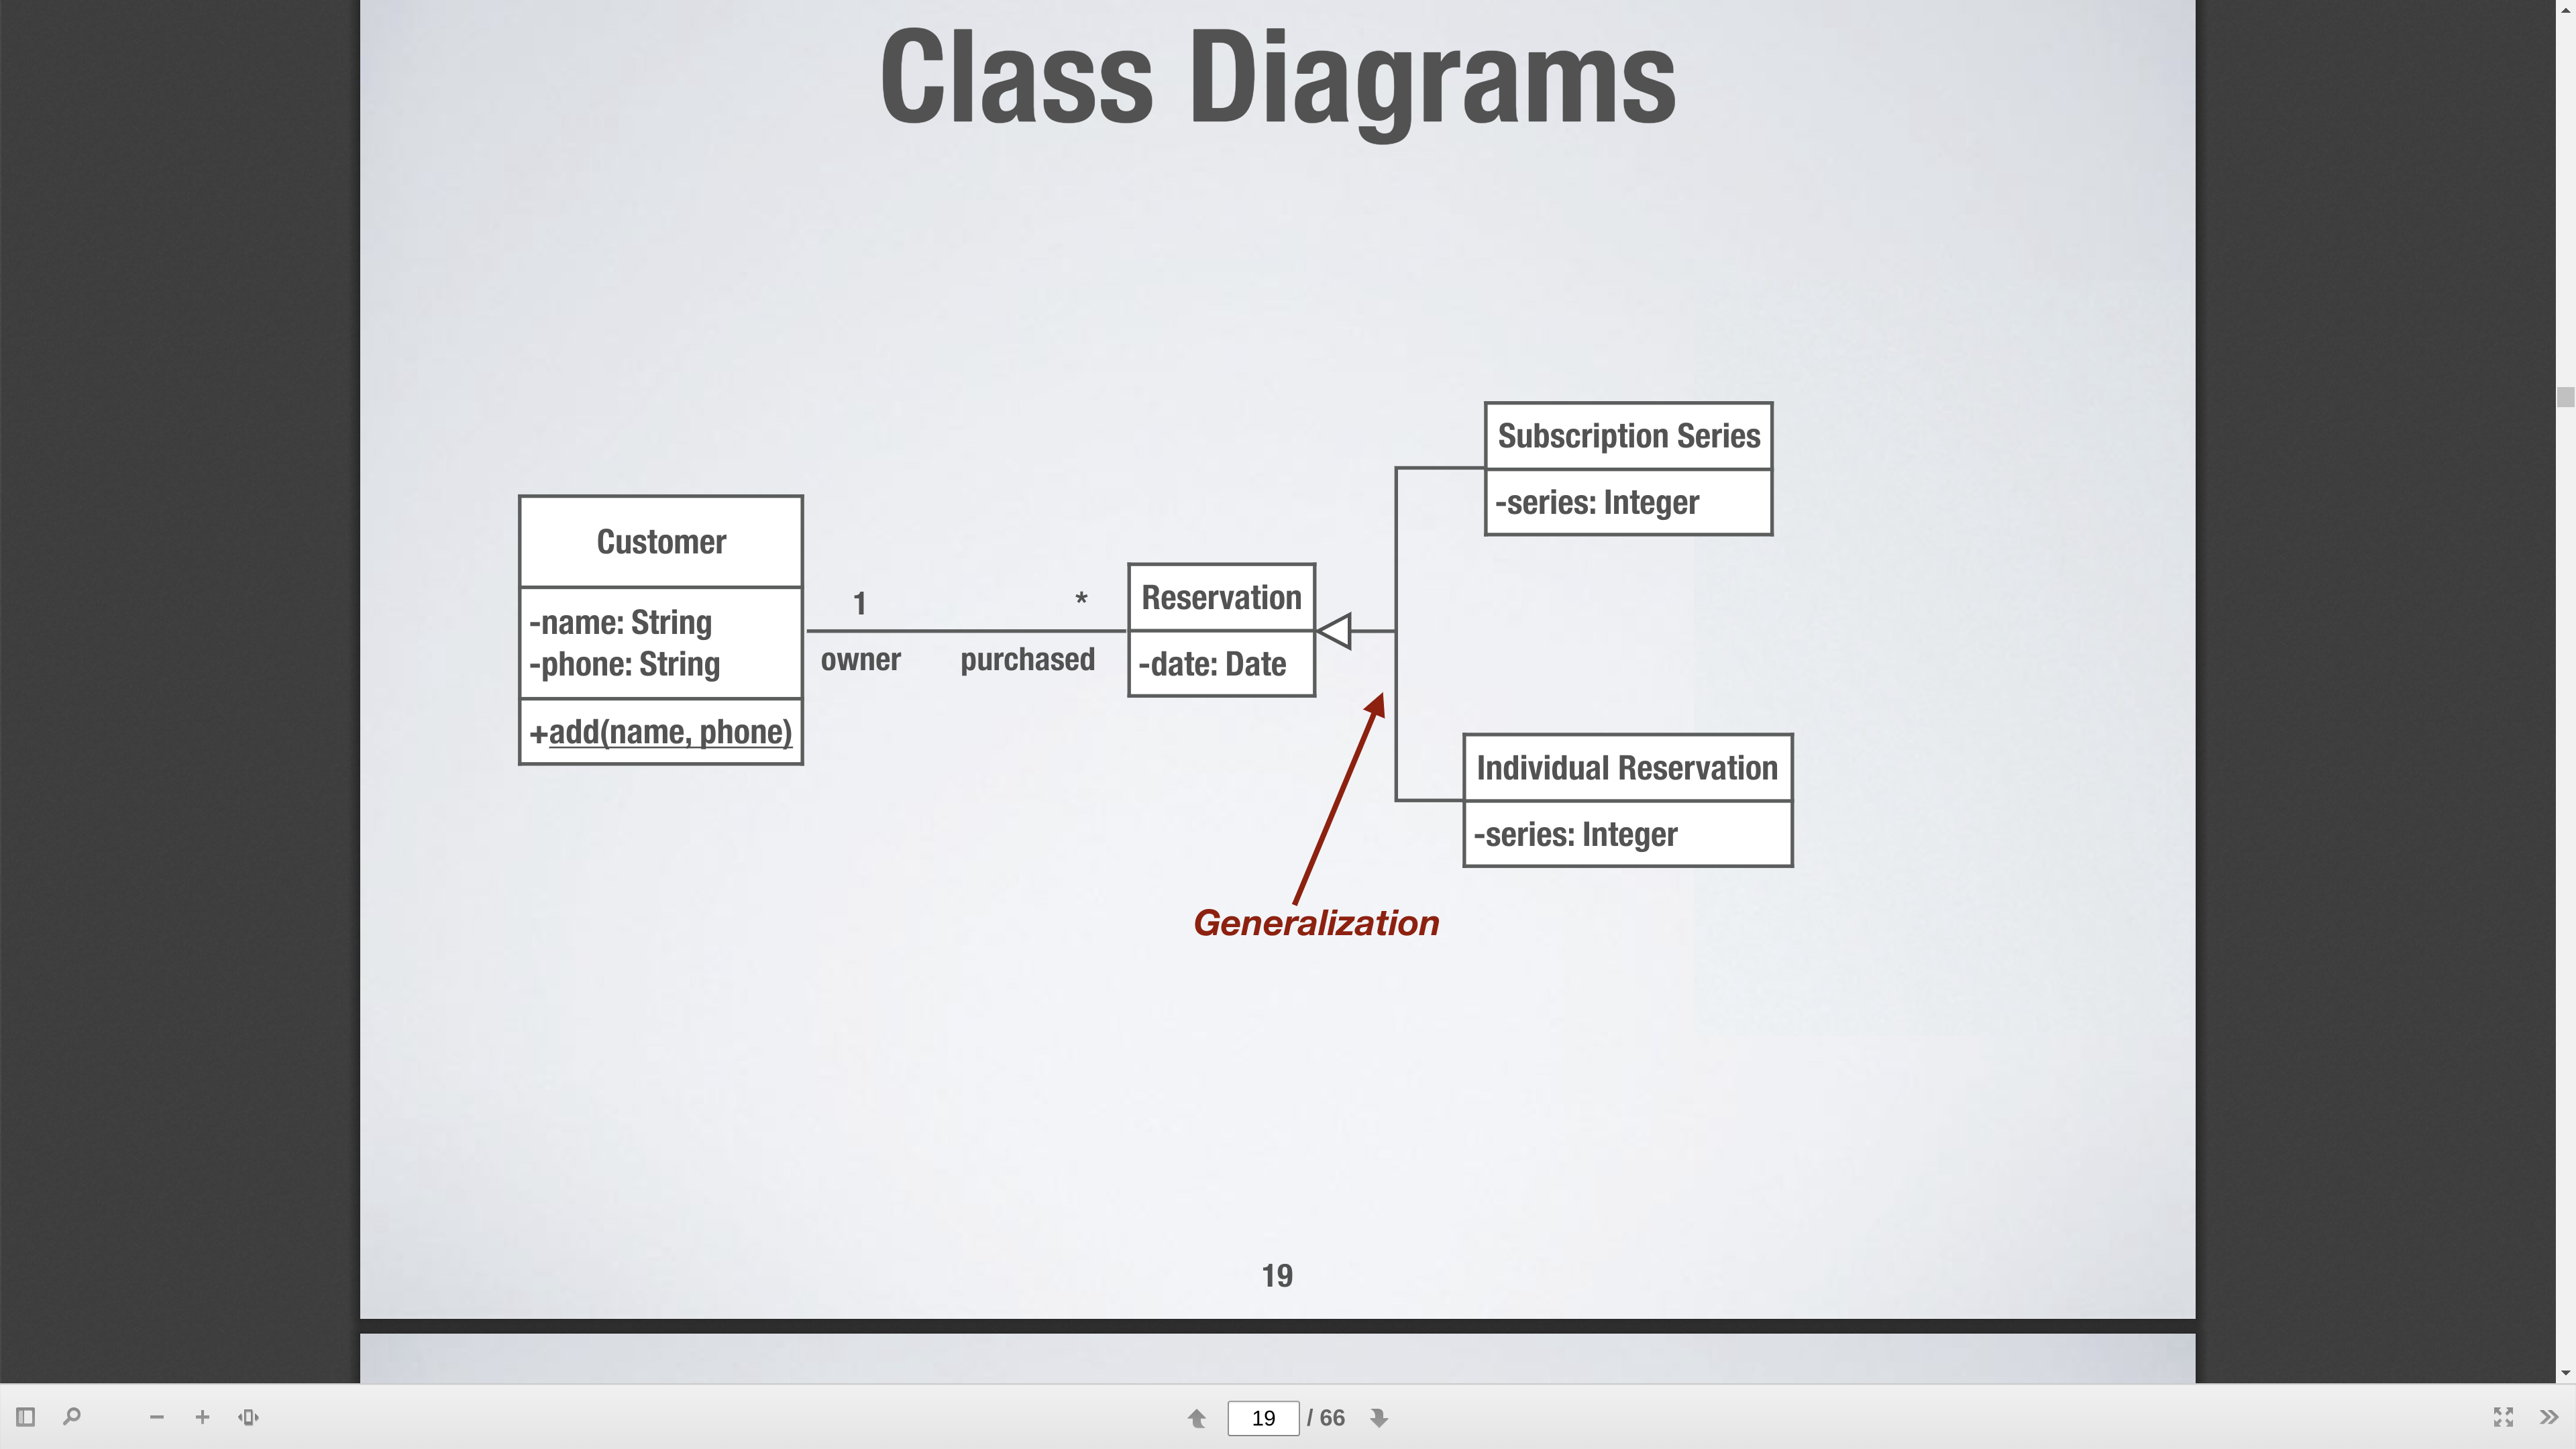 Class Diagrams
Subscription Series
-series: Integer
Customer
-name: String
-phone: String
+add(name, phone)
1
*
owner
purchased
Reservation
-date: Date
Individual Reservation
-series: Integer
Generalization
19
19 / 66